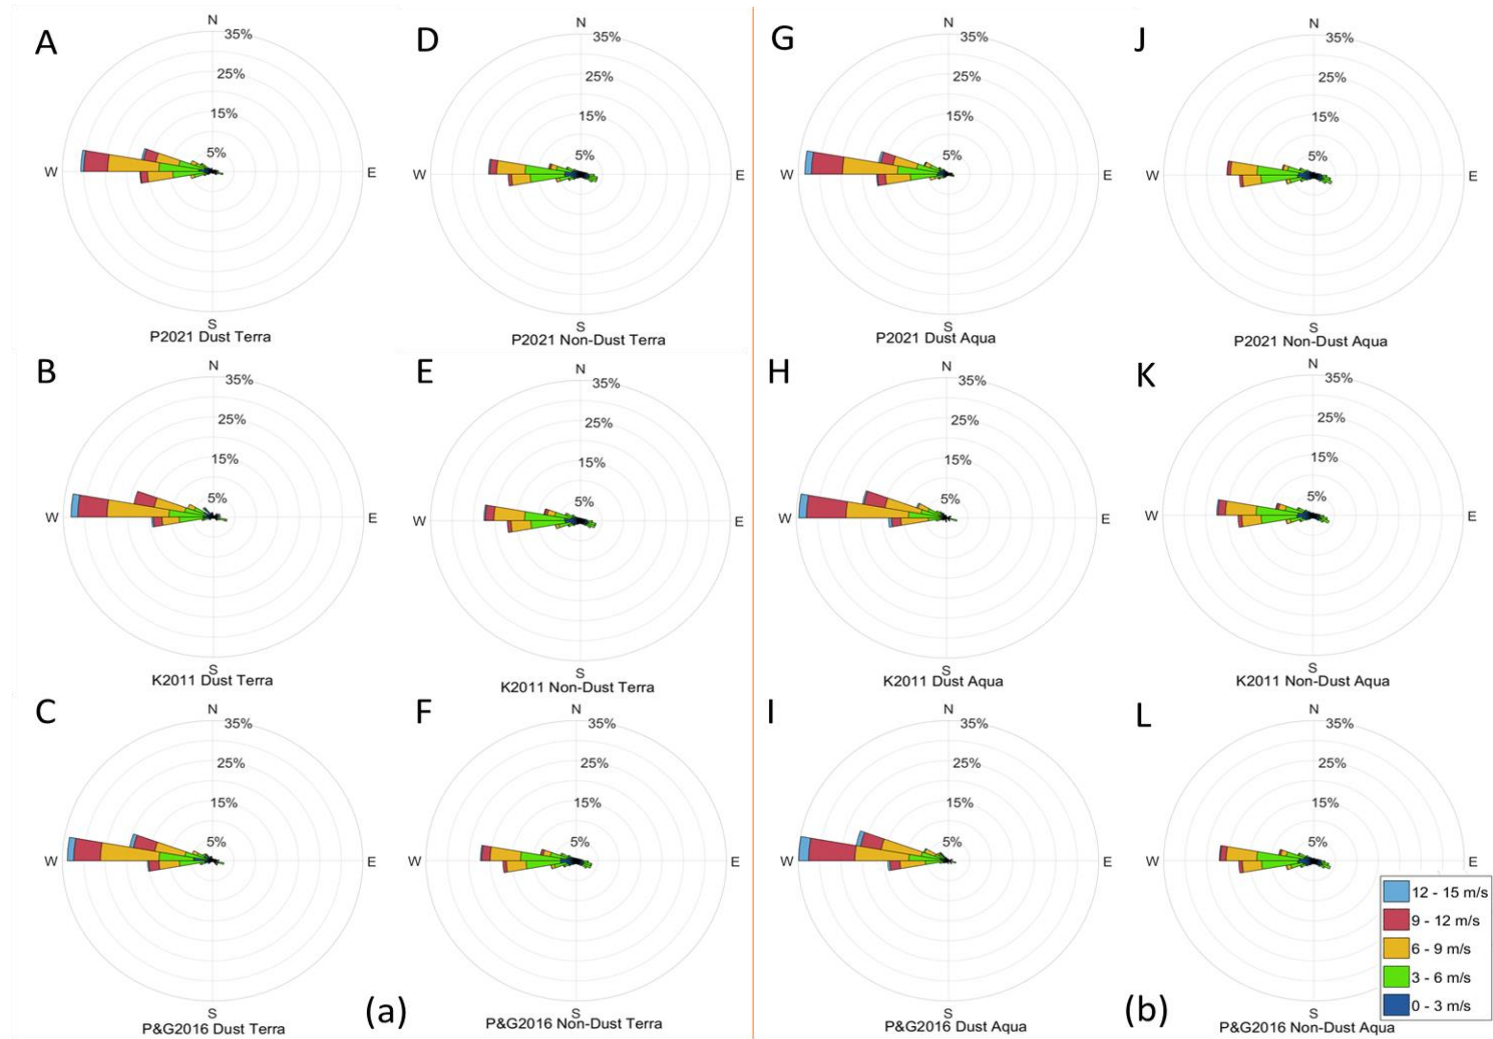 A
N
35%
25%
15%
5%
W
E
S
P2021 Dust Terra
D
N
35%
25%
15%
5%
W
E
S
P2021 Non-Dust Terra
B
N
35%
25%
15%
5%
W
E
S
K2011 Dust Terra
E
N
35%
25%
15%
5%
W
E
S
K2011 Non-Dust Terra
C
N
35%
25%
15%
5%
W
E
S
P&G2016 Dust Terra
F
N
35%
25%
15%
5%
W
E
S
P&G2016 Non-Dust Terra
(a)
G
N
35%
25%
15%
5%
W
E
S
P2021 Dust Aqua
J
N
35%
25%
15%
5%
W
E
S
P2021 Non-Dust Aqua
H
N
35%
25%
15%
5%
W
E
S
K2011 Dust Aqua
K
N
35%
25%
15%
5%
W
E
S
K2011 Non-Dust Aqua
I
N
35%
25%
15%
5%
W
E
S
P&G2016 Dust Aqua
L
N
35%
25%
15%
5%
W
E
S
P&G2016 Non-Dust Aqua
(b)
12 - 15 m/s
9 - 12 m/s
6 - 9 m/s
3 - 6 m/s
0 - 3 m/s